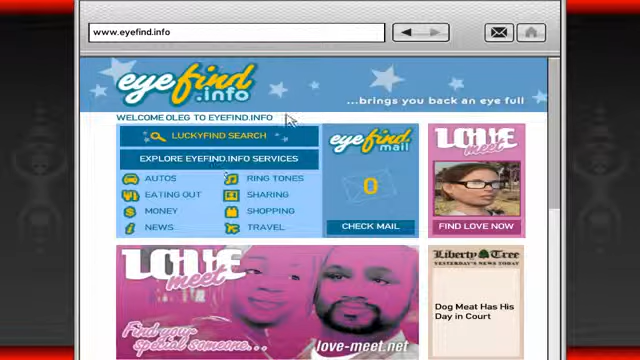 www.eyefind.info
eyefind
.info
...brings you back an eye full
WELCOME OLEG TO EYEFIND.INFO
LUCKYFIND SEARCH
EXPLORE EYEFIND.INFO SERVICES
AUTOS
RING TONES
EATING OUT
SHARING
MONEY
SHOPPING
NEWS
TRAVEL
eyefind
mail
0
CHECK MAIL
LOVE
meet
FIND LOVE NOW
LOVE
meet
Find your
special someone...
love-meet.net
Liberty Tree
YESTERDAY'S NEWS TODAY
Dog Meat Has His
Day in Court